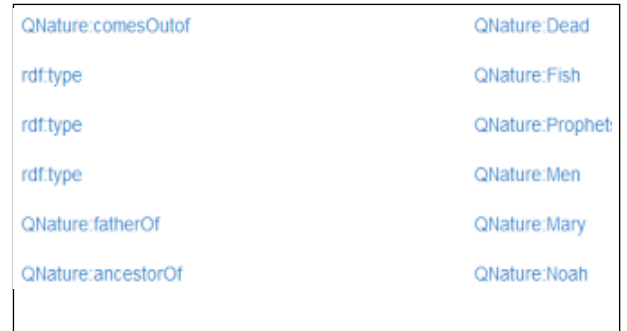 QNature:comesOutof QNature:Dead
rdf:type QNature:Fish
rdf:type QNature:Prophets
rdf:type QNature:Men
QNature:fatherOf QNature:Mary
QNature:ancestorOf QNature:Noah